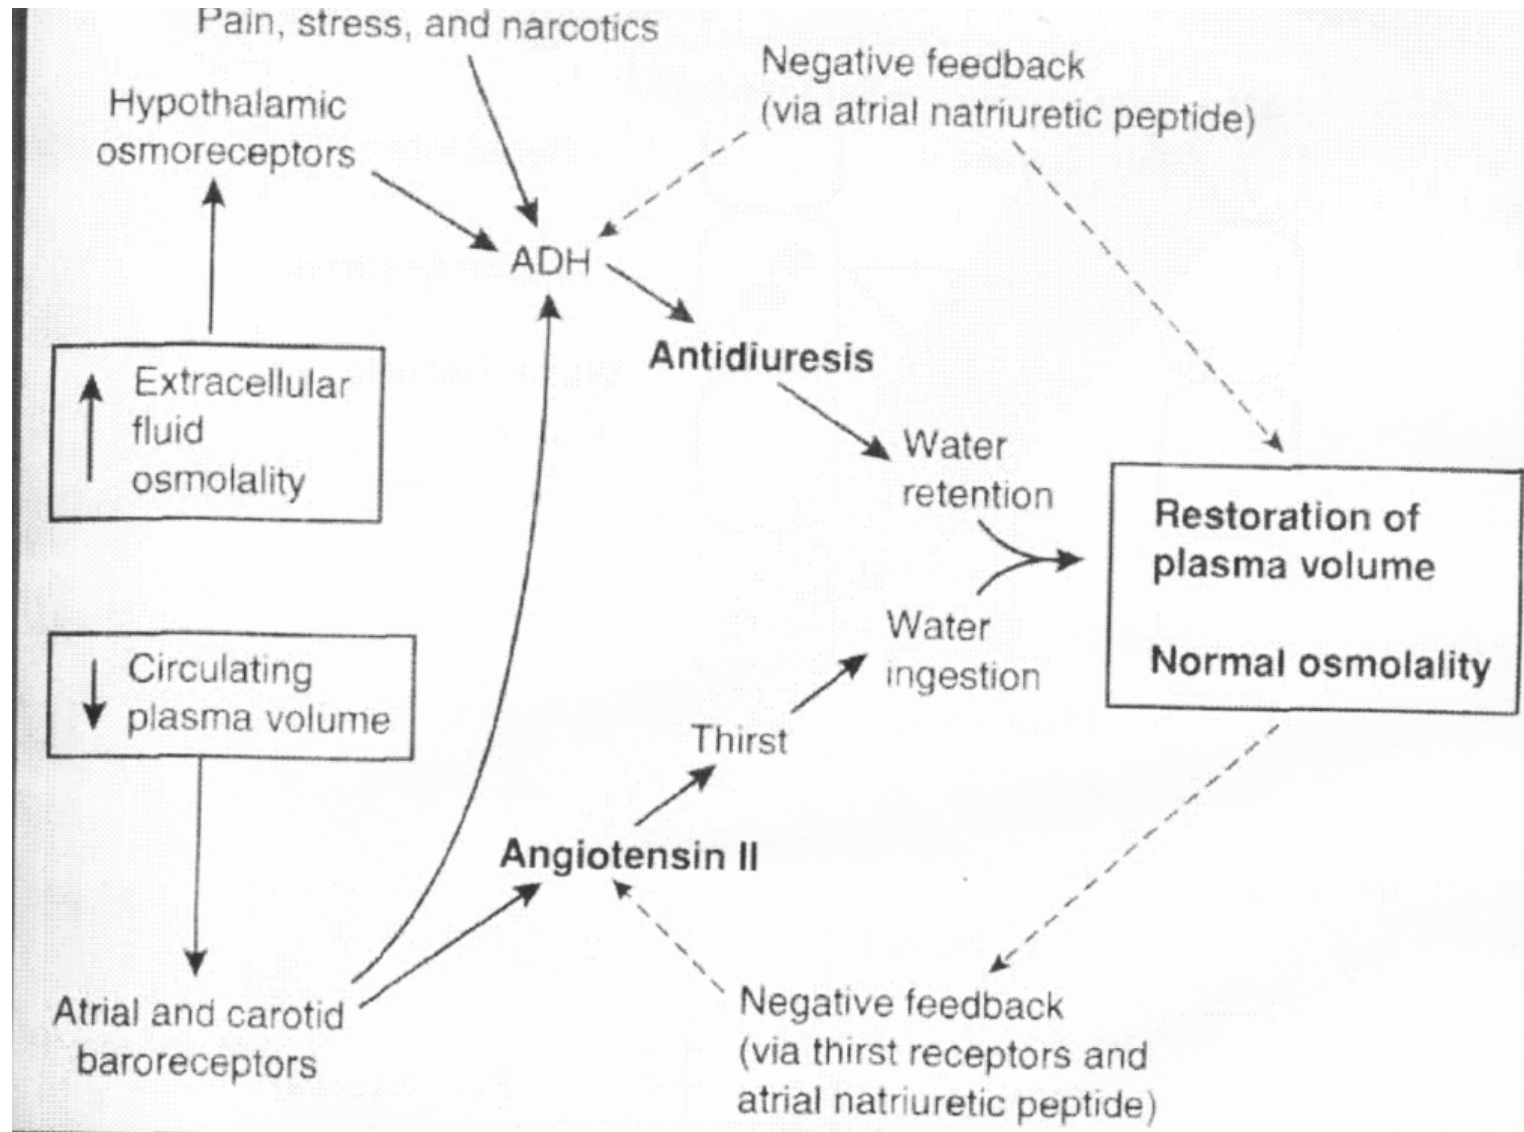 Pain, stress, and narcotics
Negative feedback
(via atrial natriuretic peptide)
Hypothalamic
osmoreceptors
ADH
Antidiuresis
Extracellular
fluid
osmolality
Water
retention
Restoration of
plasma volume
Normal osmolality
Circulating
plasma volume
Water
ingestion
Thirst
Angiotensin II
Atrial and carotid
baroreceptors
Negative feedback
(via thirst receptors and
atrial natriuretic peptide)